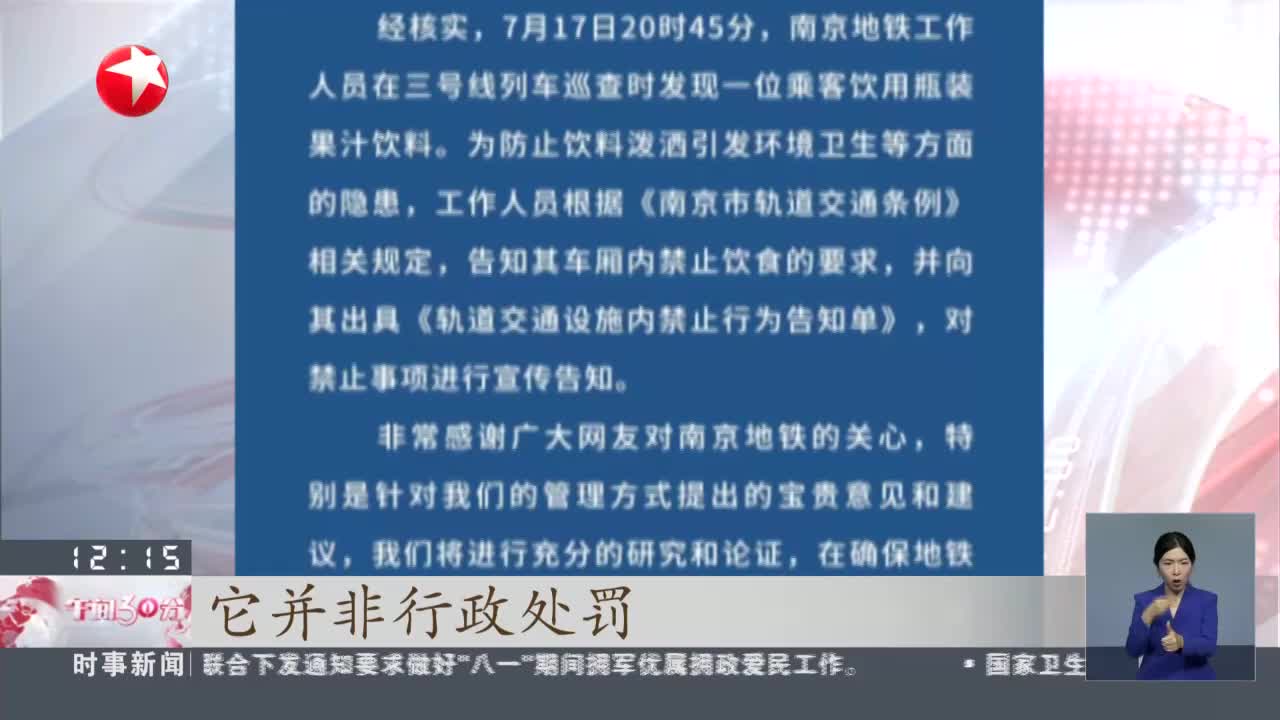 经核实，7月17日20时45分，南京地铁工作
人员在三号线列车巡查时发现一位乘客饮用瓶装
果汁饮料。为防止饮料泼洒引发环境卫生等方面
的隐患，工作人员根据《南京市轨道交通条例》
相关规定，告知其车厢内禁止饮食的要求，并向
其出具《轨道交通设施内禁止行为告知单》，对
禁止事项进行宣传告知。
非常感谢广大网友对南京地铁的关心，特
别是针对我们的管理方式提出的宝贵意见和建
议，我们将进行充分的研究和论证，在确保地铁
12:15
午间30分
它并非行政处罚
时事新闻
联合下发通知要求做好“八一”期间拥军优属拥政爱民工作。
• 国家卫生